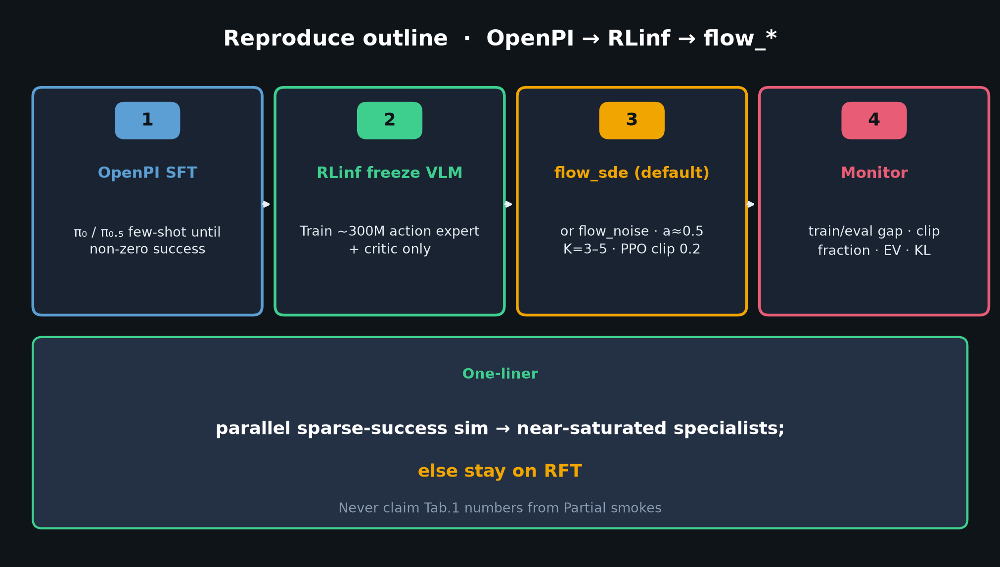 Reproduce outline · OpenPI → RLinf → flow_*
1
OpenPI SFT
π₀ / π₀.₅ few-shot until
non-zero success
2
RLinf freeze VLM
Train ~300M action expert
+ critic only
3
flow_sde (default)
or flow_noise · a≈0.5
K=3–5 · PPO clip 0.2
4
Monitor
train/eval gap · clip
fraction · EV · KL
One-liner
parallel sparse-success sim → near-saturated specialists;
else stay on RFT
Never claim Tab.1 numbers from Partial smokes